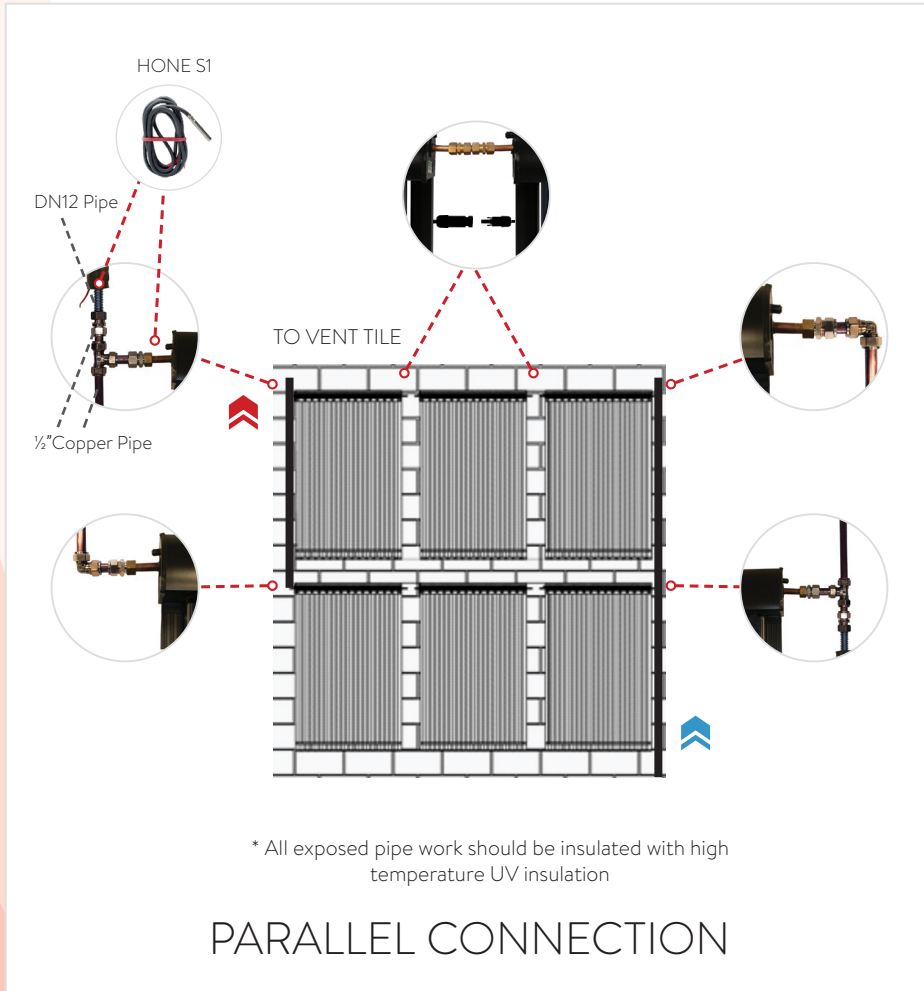 HONE S1
DN12 Pipe
TO VENT TILE
½”Copper Pipe
* All exposed pipe work should be insulated with high
temperature UV insulation
PARALLEL CONNECTION